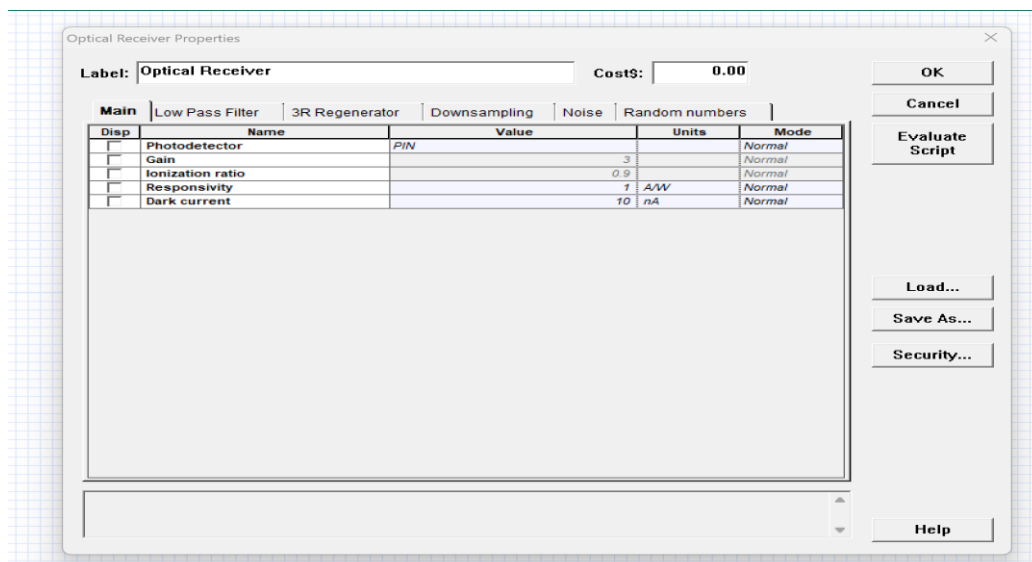 Optical Receiver Properties
Label: Optical Receiver Cost$: 0.00
OK
Cancel
Evaluate Script
Main Low Pass Filter 3R Regenerator Downsampling Noise Random numbers
Disp Name Value Units Mode
Photodetector PIN Normal
Gain 3 Normal
Ionization ratio 0.9 Normal
Responsivity 1 A/W Normal
Dark current 10 nA Normal
Load...
Save As...
Security...
Help